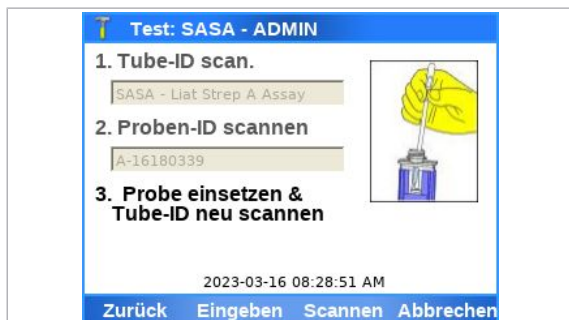 Test: SASA - ADMIN
1. Tube-ID scan.
SASA - Liat Strep A Assay
2. Proben-ID scannen
A-16180339
3. Probe einsetzen &
Tube-ID neu scannen
2023-03-16 08:28:51 AM
Zurück Eingeben Scannen Abbrechen